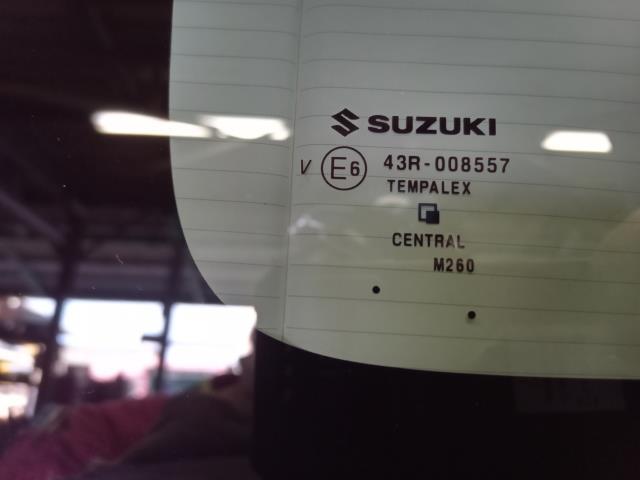 SUZUKI
V E6 43R-008557
TEMPALEX
CENTRAL
M260